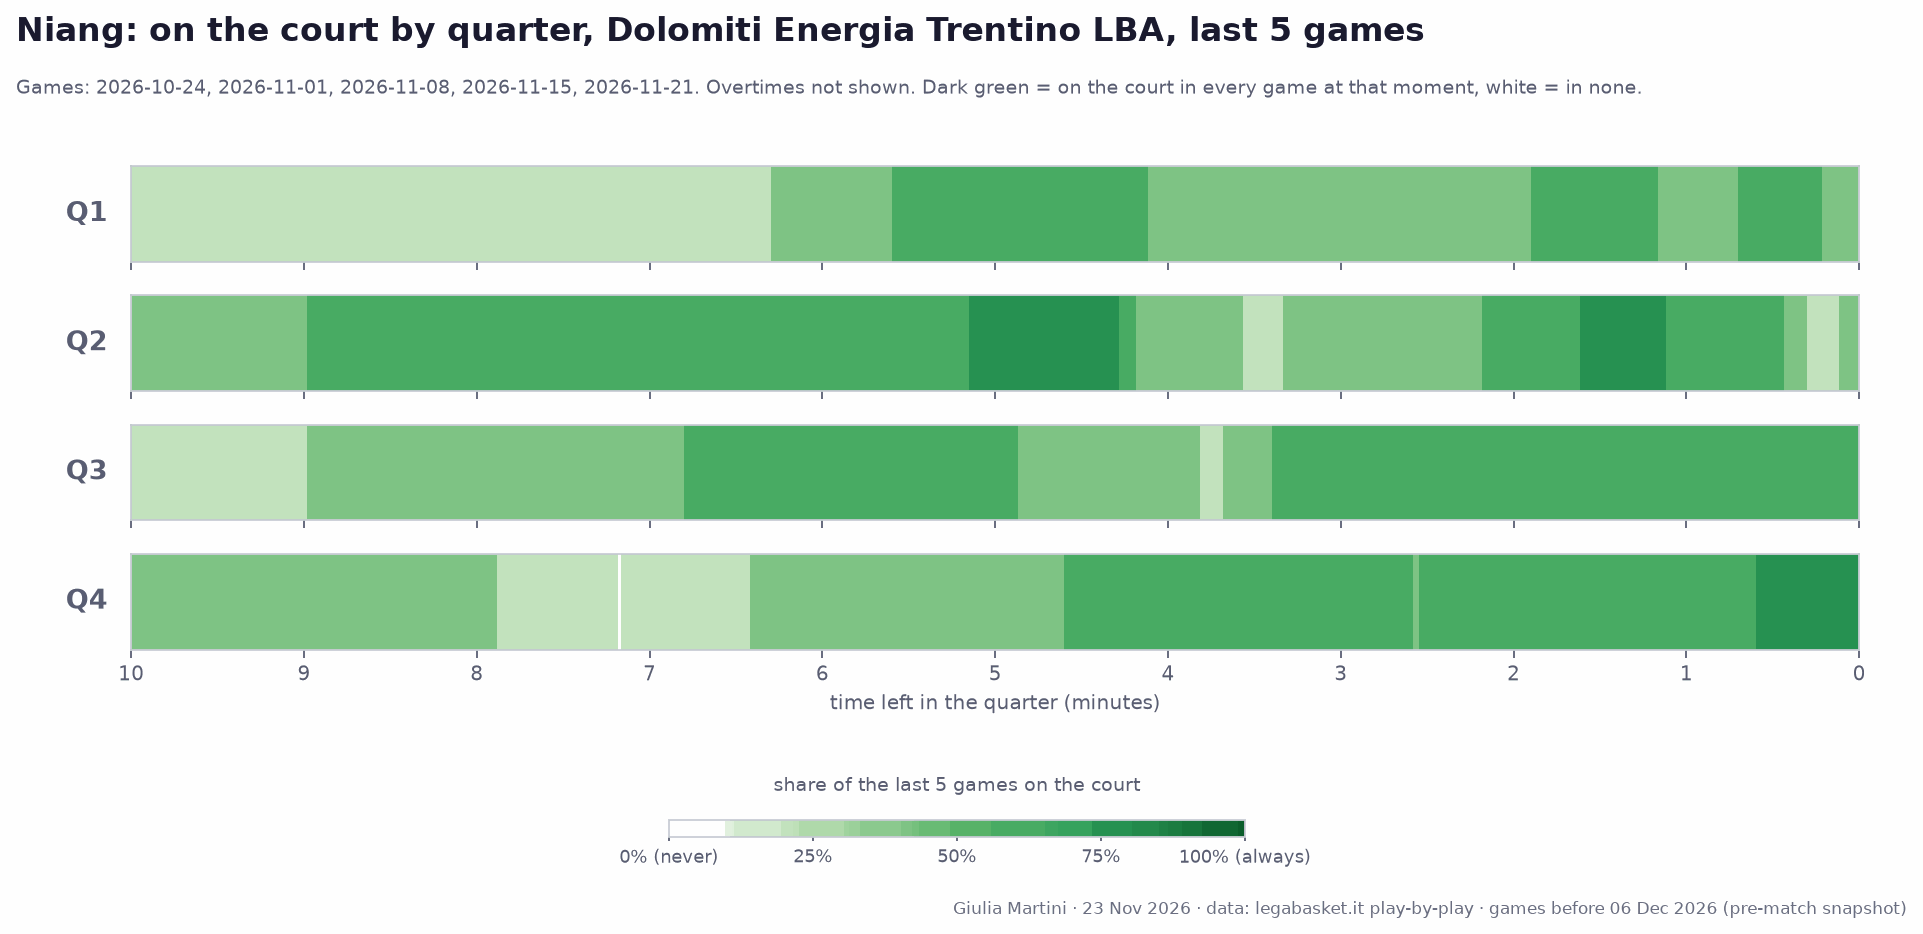 Niang: on the court by quarter, Dolomiti Energia Trentino LBA, last 5 games
Games: 2026-10-24, 2026-11-01, 2026-11-08, 2026-11-15, 2026-11-21. Overtimes not shown. Dark green = on the court in every game at that moment, white = in none.
Q1
Q2
Q3
Q4
10 9 8 7 6 5 4 3 2 1 0
time left in the quarter (minutes)
share of the last 5 games on the court
0% (never) 25% 50% 75% 100% (always)
Giulia Martini · 23 Nov 2026 · data: legabasket.it play-by-play · games before 06 Dec 2026 (pre-match snapshot)